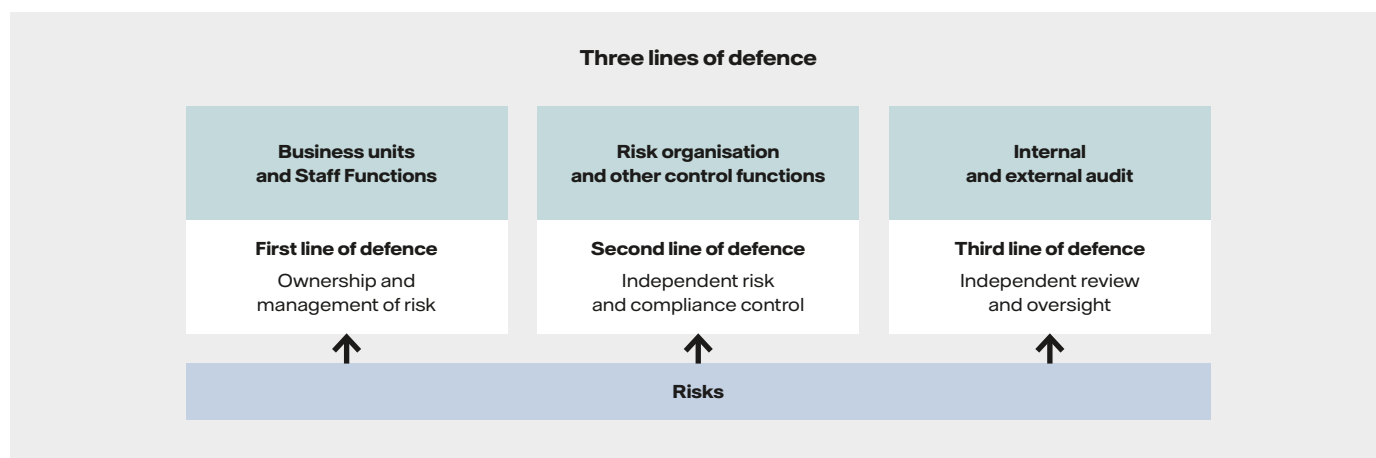 Three lines of defence
Business units
and Staff Functions
First line of defence
Ownership and
management of risk
Risk organisation
and other control functions
Second line of defence
Independent risk
and compliance control
Internal
and external audit
Third line of defence
Independent review
and oversight
Risks